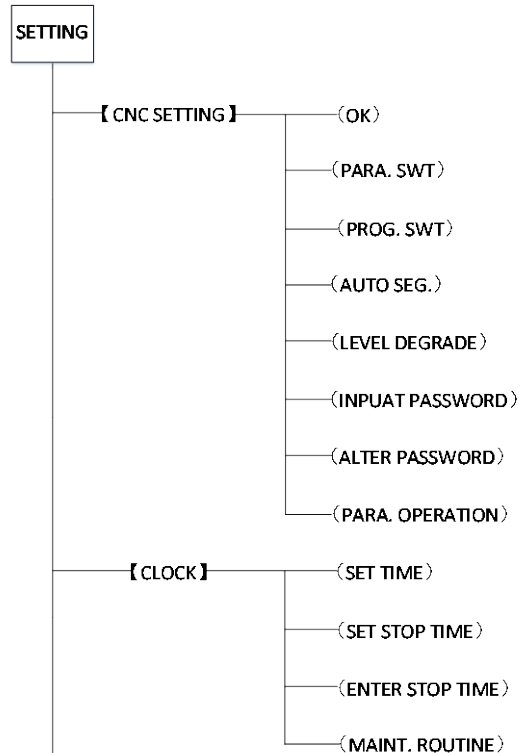 SETTING
【CNC SETTING】
(OK)
(PARA. SWT)
(PROG. SWT)
(AUTO SEG.)
(LEVEL DEGRADE)
(INPUAT PASSWORD)
(ALTER PASSWORD)
(PARA. OPERATION)
【CLOCK】
(SET TIME)
(SET STOP TIME)
(ENTER STOP TIME)
(MAINT. ROUTINE)